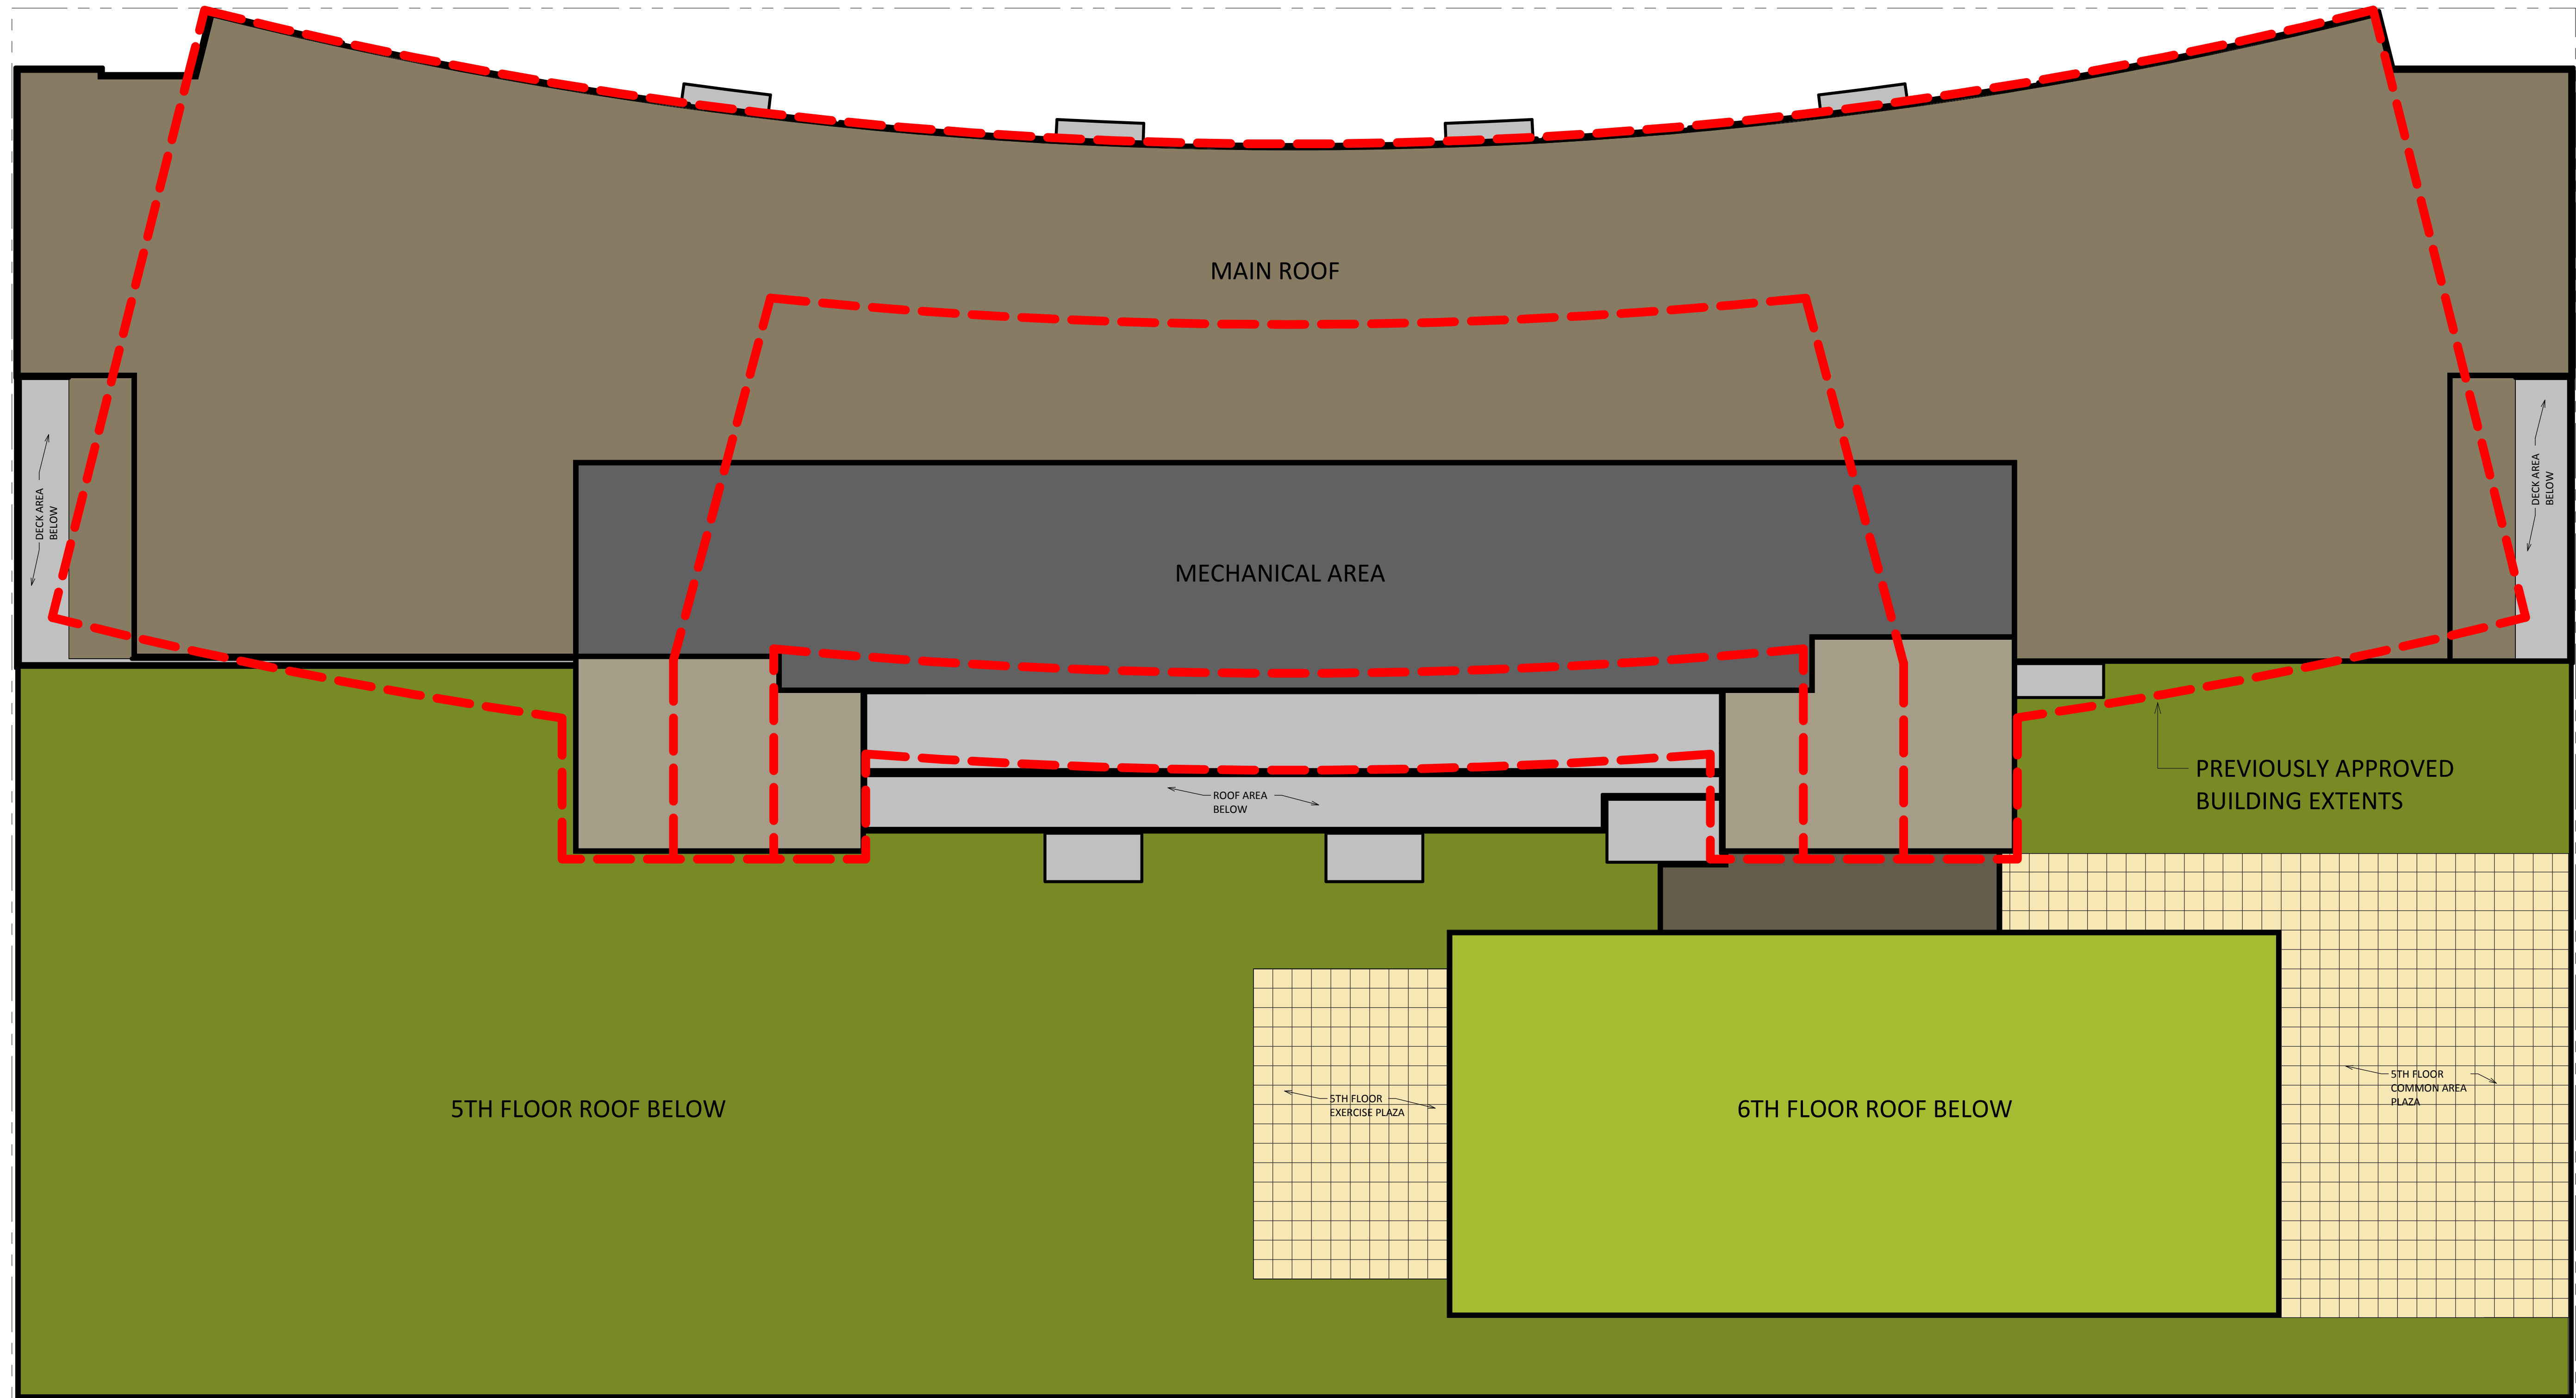 MAIN ROOF
DECK AREA
BELOW
DECK AREA
BELOW
MECHANICAL AREA
PREVIOUSLY APPROVED
BUILDING EXTENTS
ROOF AREA
BELOW
5TH FLOOR
COMMON AREA
PLAZA
5TH FLOOR
EXERCISE PLAZA
5TH FLOOR ROOF BELOW
6TH FLOOR ROOF BELOW